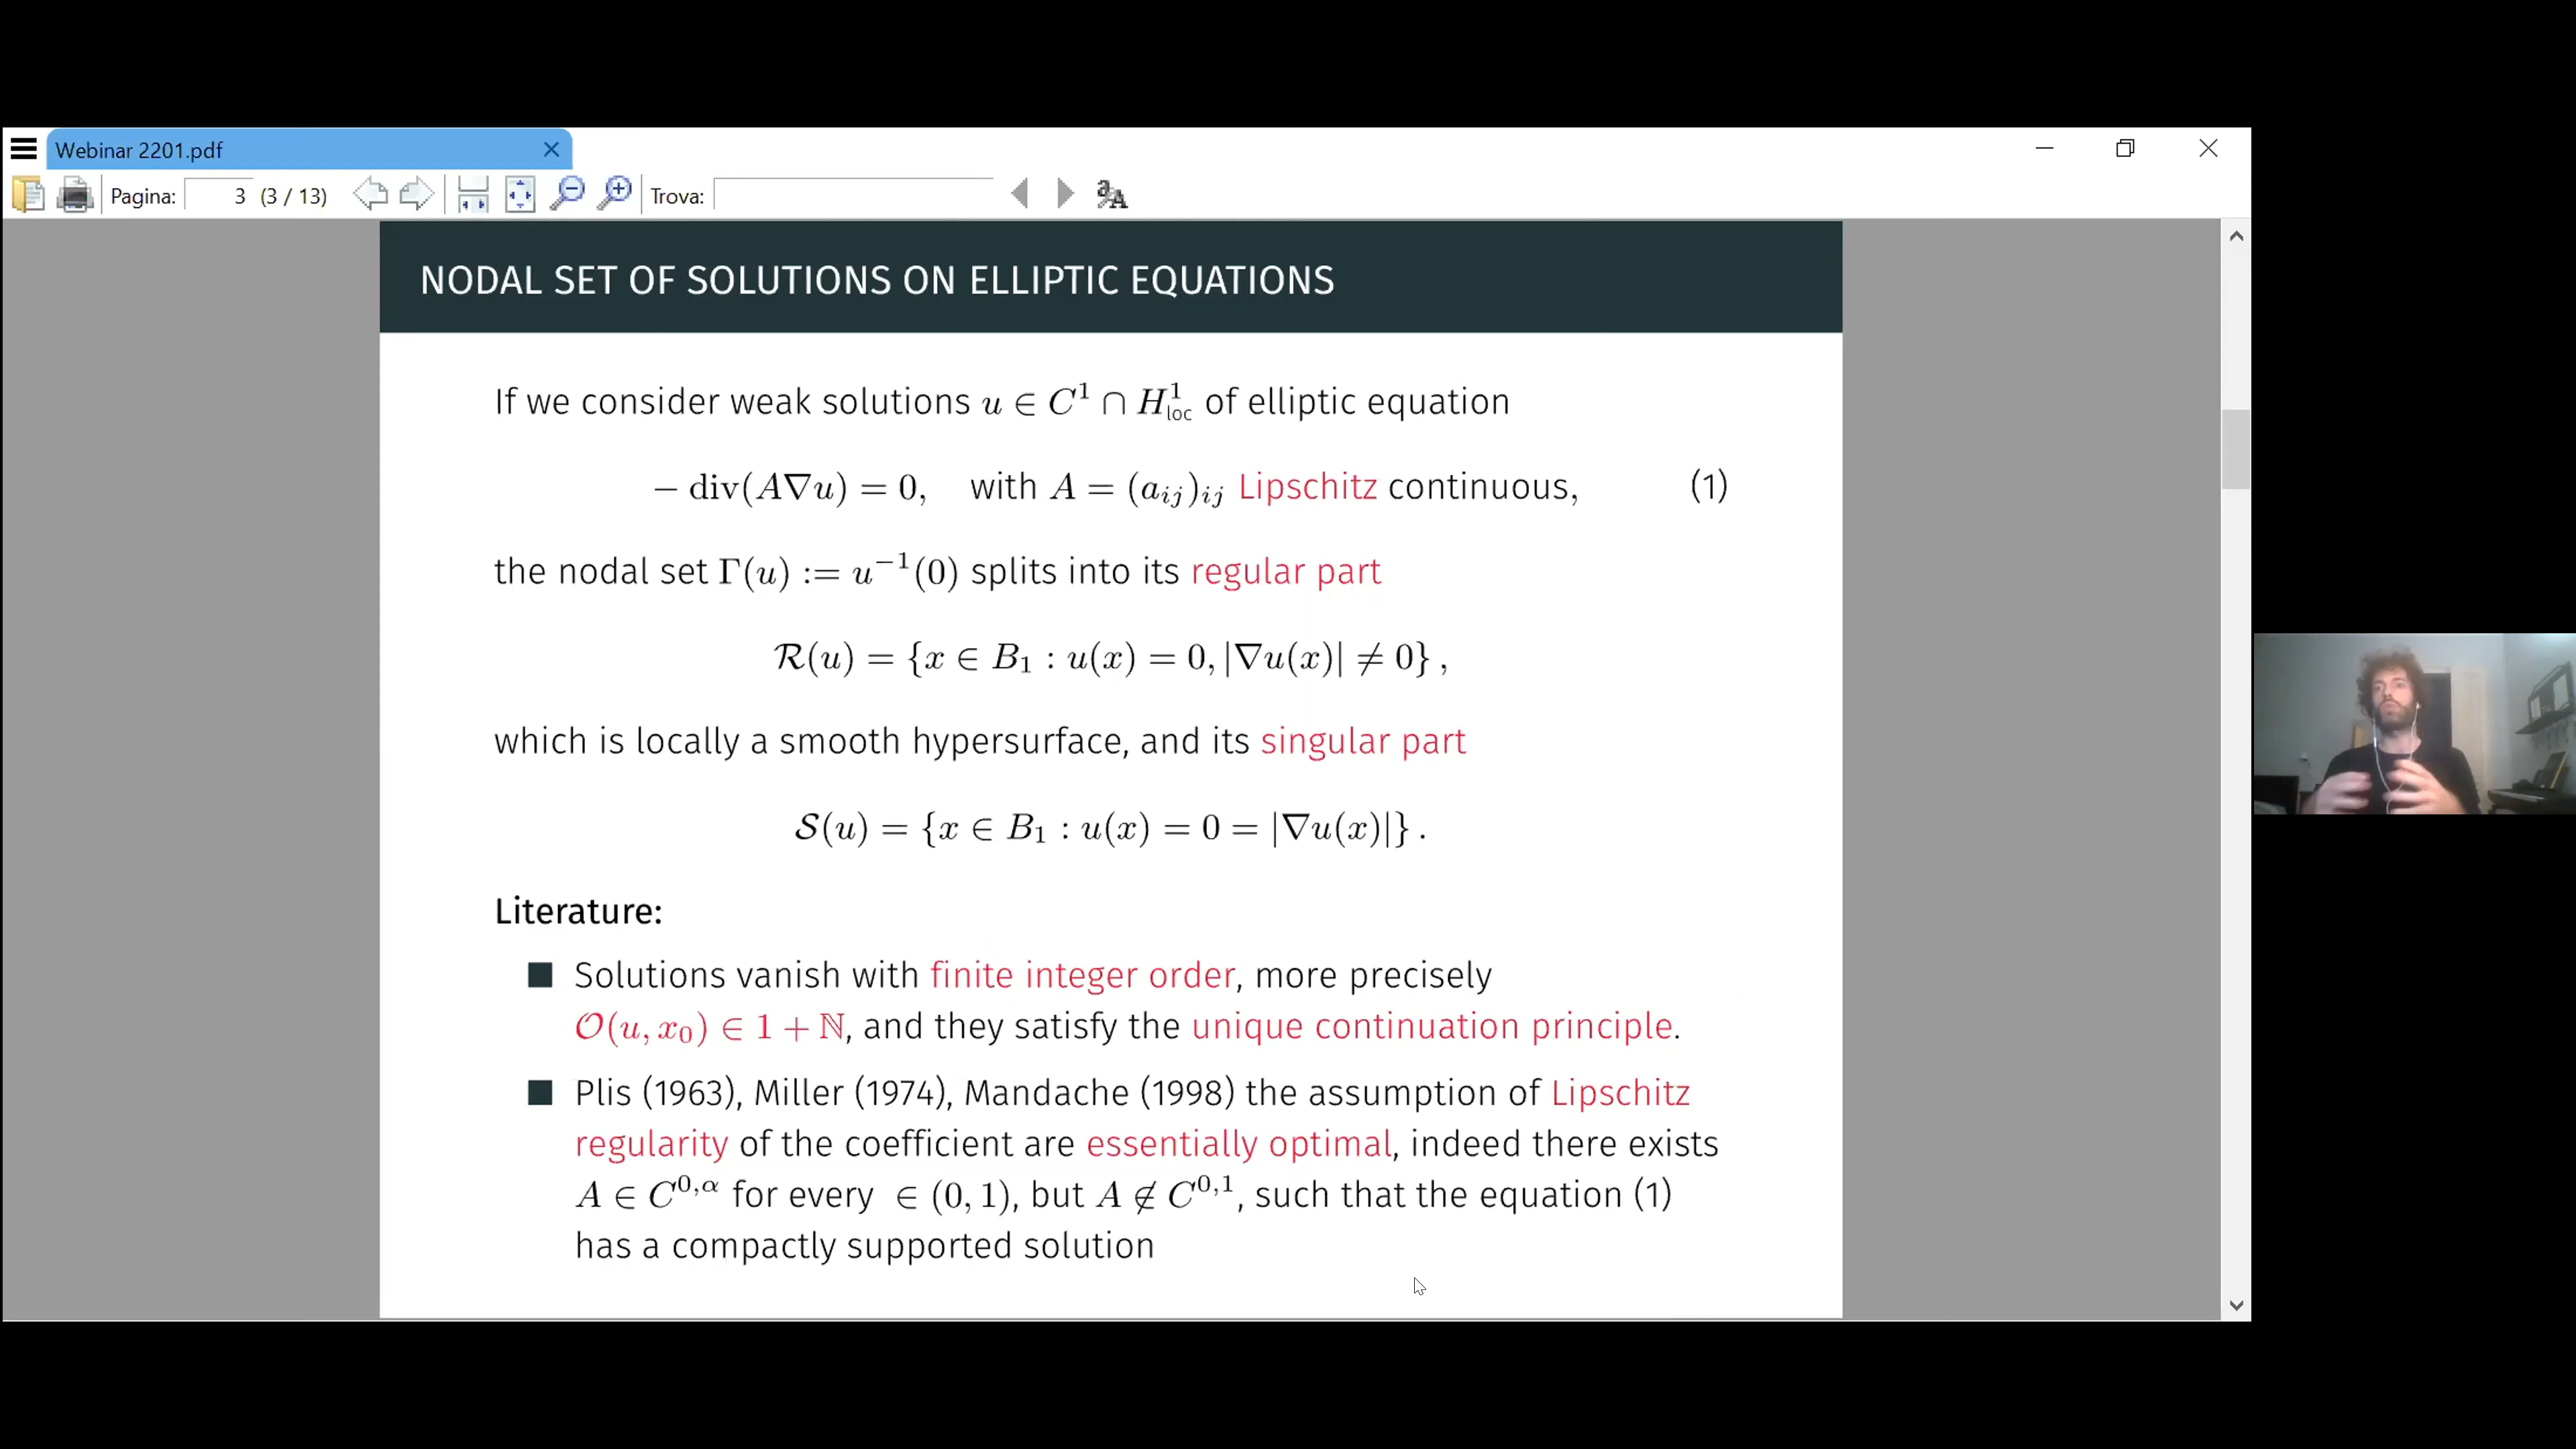 Webinar 2201.pdf
Pagina: 3 (3 / 13) Trova:
NODAL SET OF SOLUTIONS ON ELLIPTIC EQUATIONS
If we consider weak solutions u ∈ C¹ ∩ H¹_loc of elliptic equation
− div(A∇u) = 0, with A = (a_ij)_ij Lipschitz continuous, (1)
the nodal set Γ(u) := u⁻¹(0) splits into its regular part
R(u) = {x ∈ B₁ : u(x) = 0, |∇u(x)| ≠ 0} ,
which is locally a smooth hypersurface, and its singular part
S(u) = {x ∈ B₁ : u(x) = 0 = |∇u(x)|} .
Literature:
Solutions vanish with finite integer order, more precisely
O(u, x₀) ∈ 1 + ℕ, and they satisfy the unique continuation principle.
Plis (1963), Miller (1974), Mandache (1998) the assumption of Lipschitz
regularity of the coefficient are essentially optimal, indeed there exists
A ∈ C^{0,α} for every ∈ (0, 1), but A ∉ C^{0,1}, such that the equation (1)
has a compactly supported solution